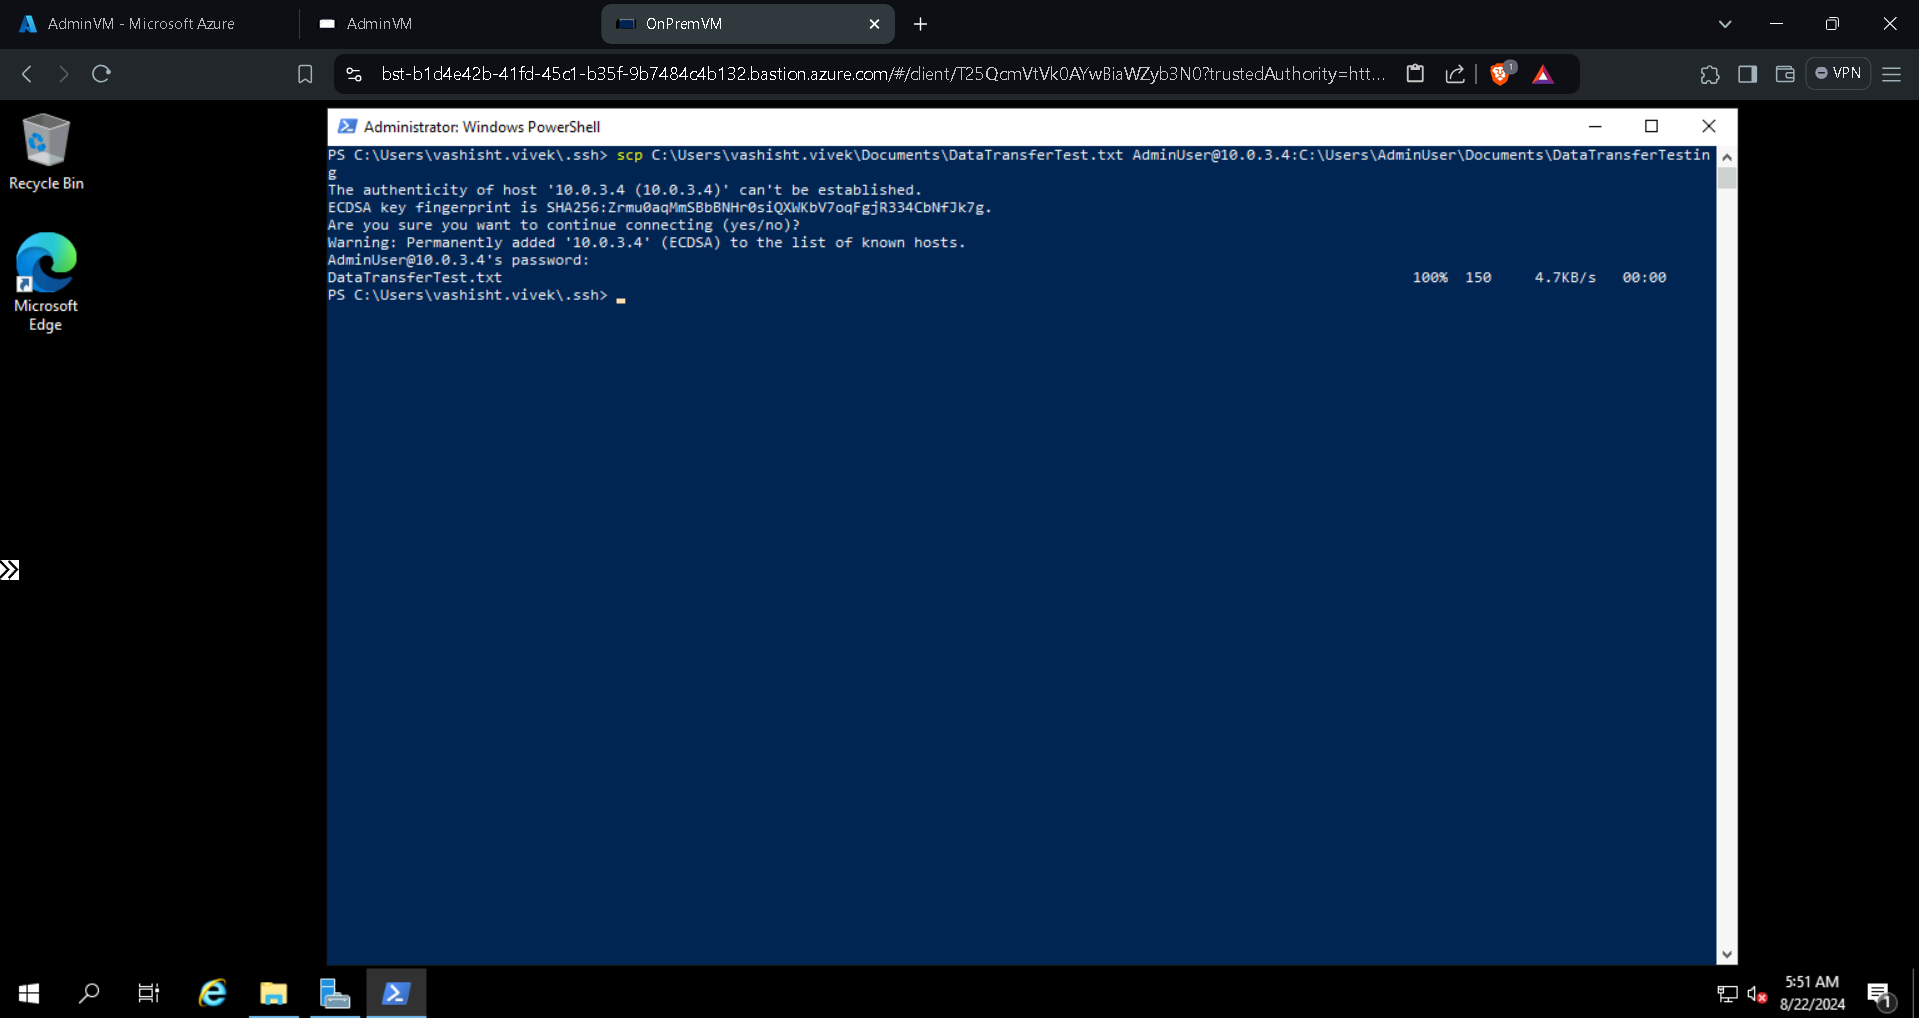 AdminVM - Microsoft Azure
AdminVM
OnPremVM
bst-b1d4e42b-41fd-45c1-b35f-9b7484c4b132.bastion.azure.com/#/client/T25QcmVtVk0AYwBiaWZyb3N0?trustedAuthority=htt...
1
VPN
Recycle Bin
Microsoft
Edge
Administrator: Windows PowerShell
PS C:\Users\vashisht.vivek\.ssh> scp C:\Users\vashisht.vivek\Documents\DataTransferTest.txt AdminUser@10.0.3.4:C:\Users\AdminUser\Documents\DataTransferTestin
g
The authenticity of host '10.0.3.4 (10.0.3.4)' can't be established.
ECDSA key fingerprint is SHA256:Zrmu0aqMmSBbBNHr0siQXWKbV7oqFgjR334CbNfJk7g.
Are you sure you want to continue connecting (yes/no)?
Warning: Permanently added '10.0.3.4' (ECDSA) to the list of known hosts.
AdminUser@10.0.3.4's password:
DataTransferTest.txt 100% 150 4.7KB/s 00:00
PS C:\Users\vashisht.vivek\.ssh>
5:51 AM
8/22/2024
1